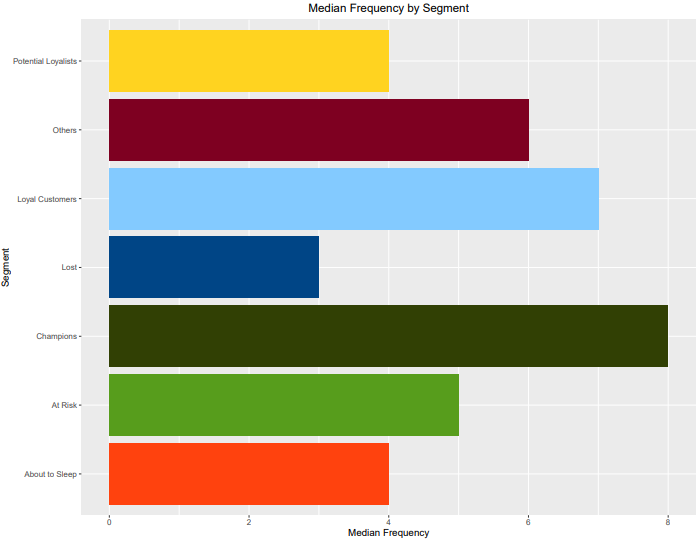 Median Frequency by Segment
Potential Loyalists
Others
Loyal Customers
Lost
Champions
At Risk
About to Sleep
Segment
0 2 4 6 8
Median Frequency